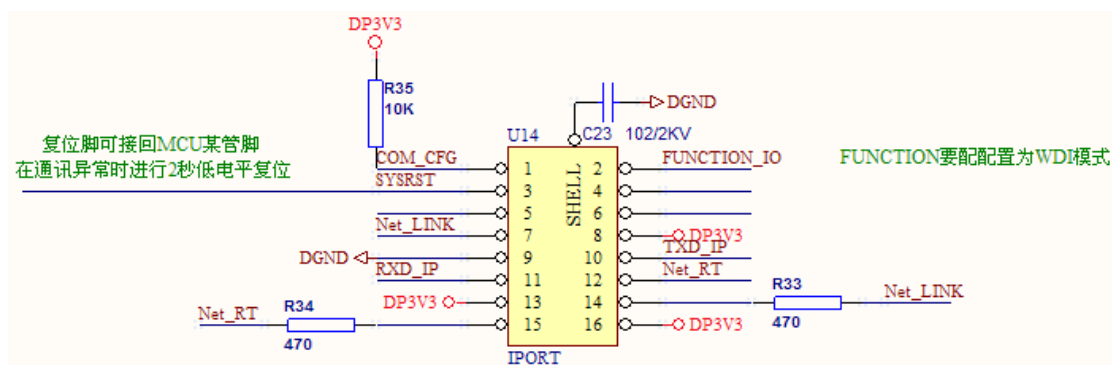 DP3V3
R35
10K
DGND
复位脚可接回MCU某管脚
在通讯异常时进行2秒低电平复位
U14
C23 102/2KV
COM_CFG
FUNCTION_IO
FUNCTION要配配置为WDI模式
SYSRST
SHELL
1 2
3 4
5 6
Net_LINK
7 8
DP3V3
DGND
9 10
TXD_IP
RXD_IP
11 12
Net_RT
DP3V3
13 14
R33
470
Net_LINK
Net_RT
R34
470
15 16
DP3V3
IPORT